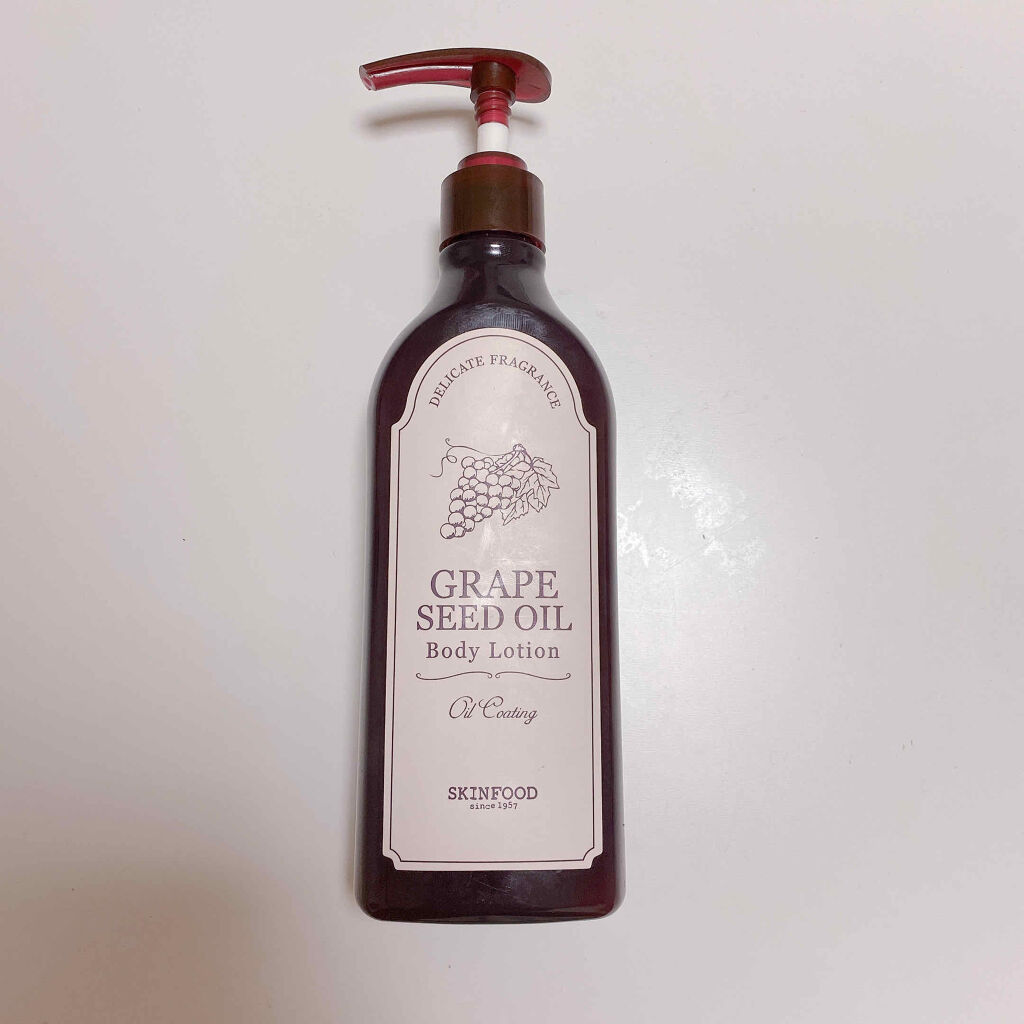 DELICATE FRAGRANCE
GRAPE
SEED OIL
Body Lotion
Oil Coating
SKINFOOD
since 1957